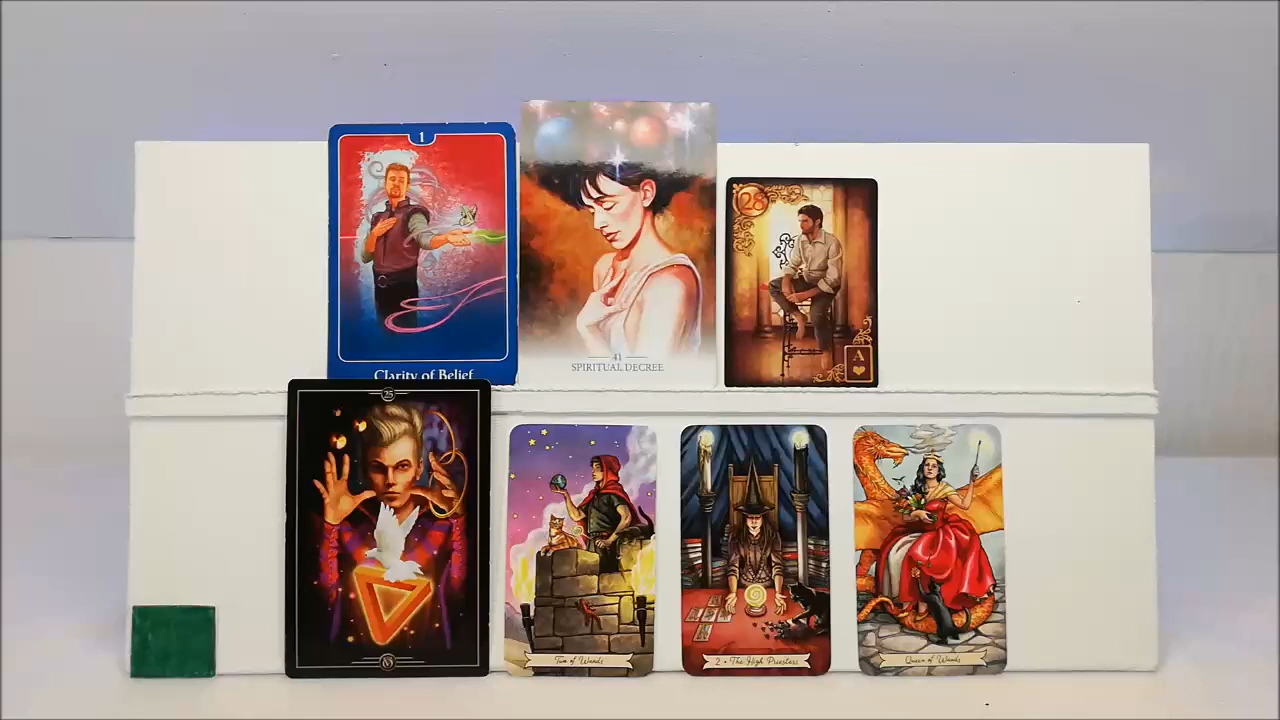 1
Clarity of Belief
41
SPIRITUAL DECREE
28
A
25
Two of Wands
2 • The High Priestess
Queen of Wands